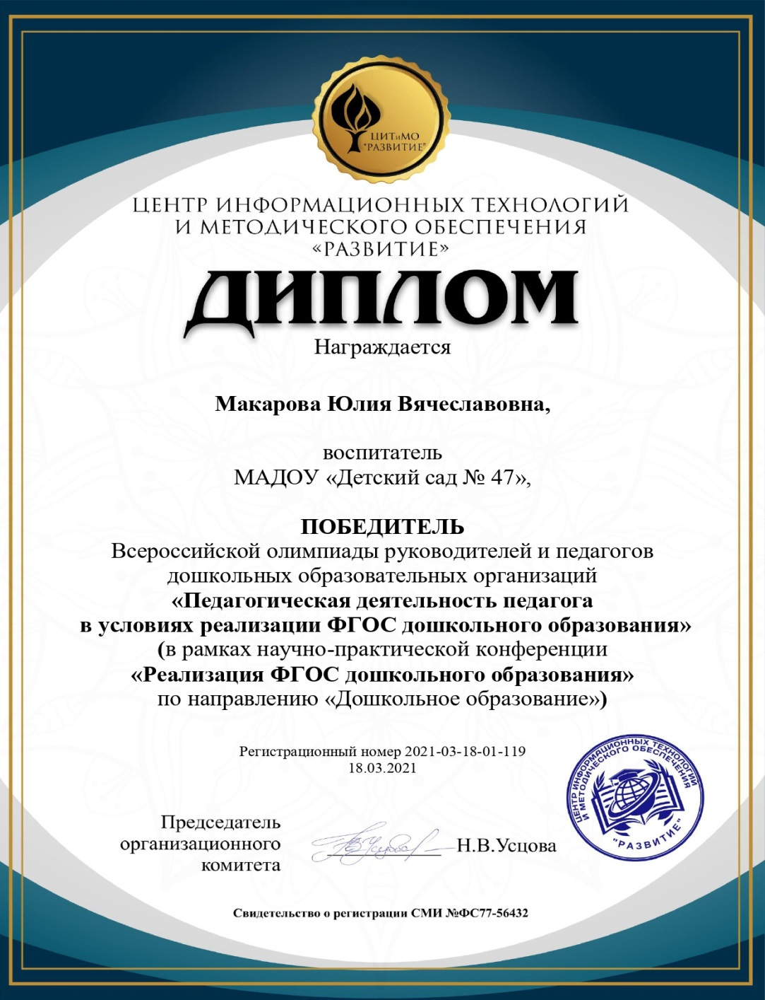 ЦИТиМО
"РАЗВИТИЕ"
ЦЕНТР ИНФОРМАЦИОННЫХ ТЕХНОЛОГИЙ
И МЕТОДИЧЕСКОГО ОБЕСПЕЧЕНИЯ
«РАЗВИТИЕ»
ДИПЛОМ
Награждается
Макарова Юлия Вячеславовна,
воспитатель
МАДОУ «Детский сад № 47»,
ПОБЕДИТЕЛЬ
Всероссийской олимпиады руководителей и педагогов
дошкольных образовательных организаций
«Педагогическая деятельность педагога
в условиях реализации ФГОС дошкольного образования»
(в рамках научно-практической конференции
«Реализация ФГОС дошкольного образования»
по направлению «Дошкольное образование»)
Регистрационный номер 2021-03-18-01-119
18.03.2021
ЦЕНТР ИНФОРМАЦИОННЫХ ТЕХНОЛОГИЙ
И МЕТОДИЧЕСКОГО ОБЕСПЕЧЕНИЯ
"РАЗВИТИЕ"
Председатель
организационного
комитета
Н.В.Усцова
Свидетельство о регистрации СМИ №ФС77-56432